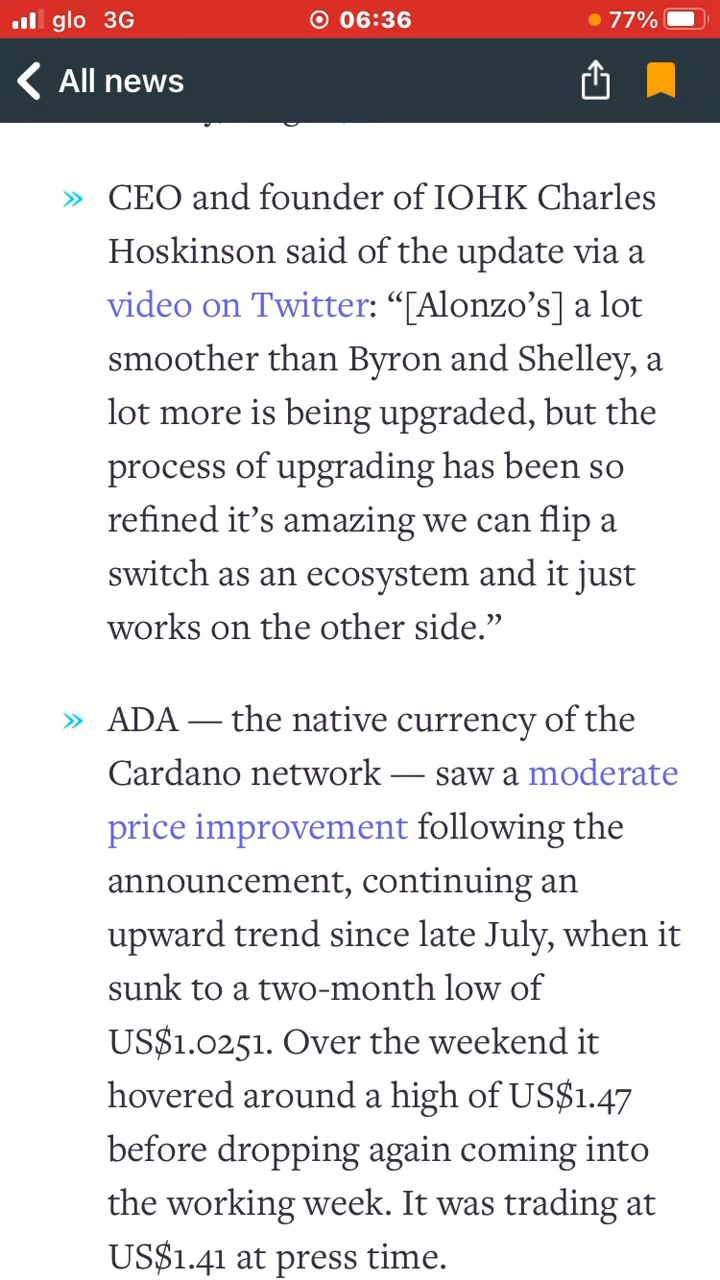 glo 3G 06:36 77%
All news
» CEO and founder of IOHK Charles
Hoskinson said of the update via a
video on Twitter: “[Alonzo’s] a lot
smoother than Byron and Shelley, a
lot more is being upgraded, but the
process of upgrading has been so
refined it’s amazing we can flip a
switch as an ecosystem and it just
works on the other side.”
» ADA — the native currency of the
Cardano network — saw a moderate
price improvement following the
announcement, continuing an
upward trend since late July, when it
sunk to a two-month low of
US$1.0251. Over the weekend it
hovered around a high of US$1.47
before dropping again coming into
the working week. It was trading at
US$1.41 at press time.